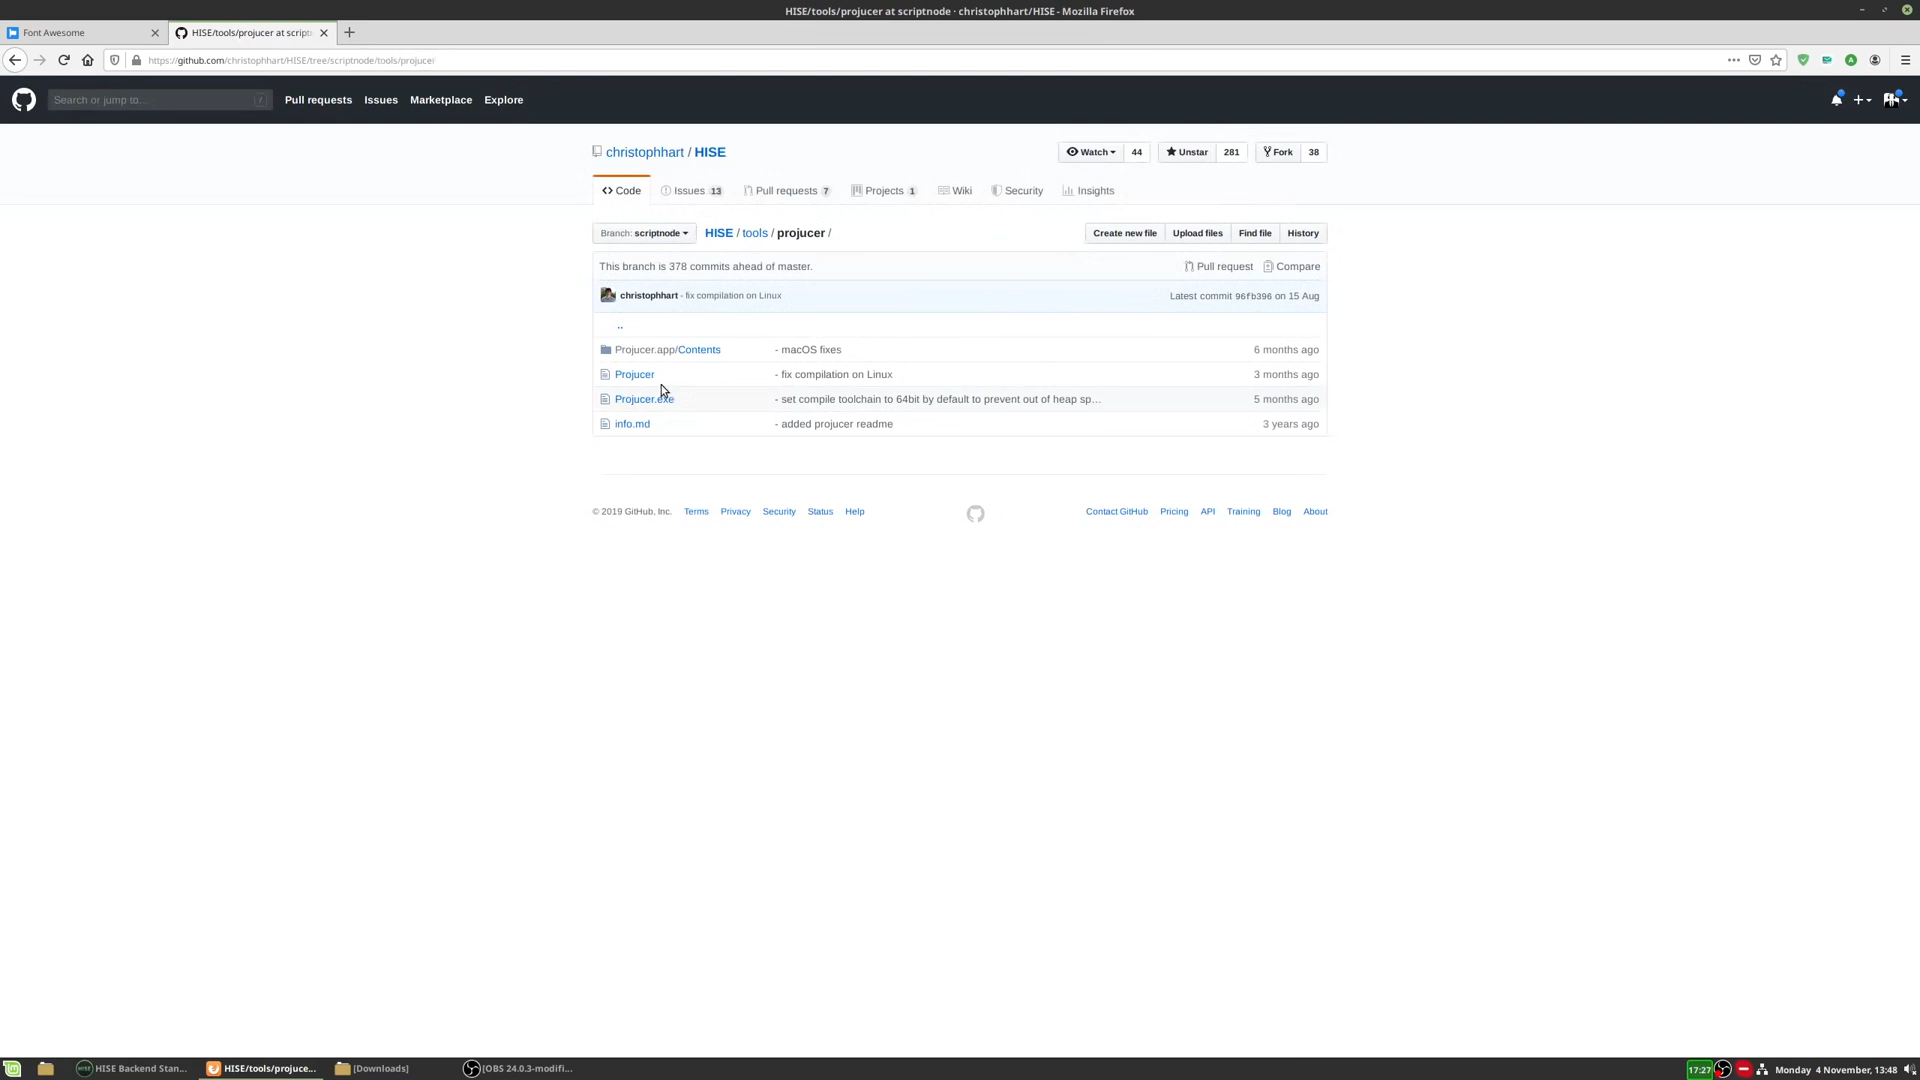 HISE/tools/projucer at scriptnode · christophhart/HISE - Mozilla Firefox
Font Awesome
HISE/tools/projucer at script
https://github.com/christophhart/HISE/tree/scriptnode/tools/projucer
Search or jump to... /
Pull requests Issues Marketplace Explore
christophhart / HISE
Watch 44 Unstar 281 Fork 38
Code Issues 13 Pull requests 7 Projects 1 Wiki Security Insights
Branch: scriptnode HISE / tools / projucer / Create new file Upload files Find file History
This branch is 378 commits ahead of master. Pull request Compare
christophhart - fix compilation on Linux Latest commit 96fb396 on 15 Aug
..
Projucer.app/Contents - macOS fixes 6 months ago
Projucer - fix compilation on Linux 3 months ago
Projucer.exe - set compile toolchain to 64bit by default to prevent out of heap sp… 5 months ago
info.md - added projucer readme 3 years ago
© 2019 GitHub, Inc. Terms Privacy Security Status Help Contact GitHub Pricing API Training Blog About
HISE Backend Stan... HISE/tools/projuce... [Downloads] [OBS 24.0.3-modifi... 17:27 Monday 4 November, 13:48